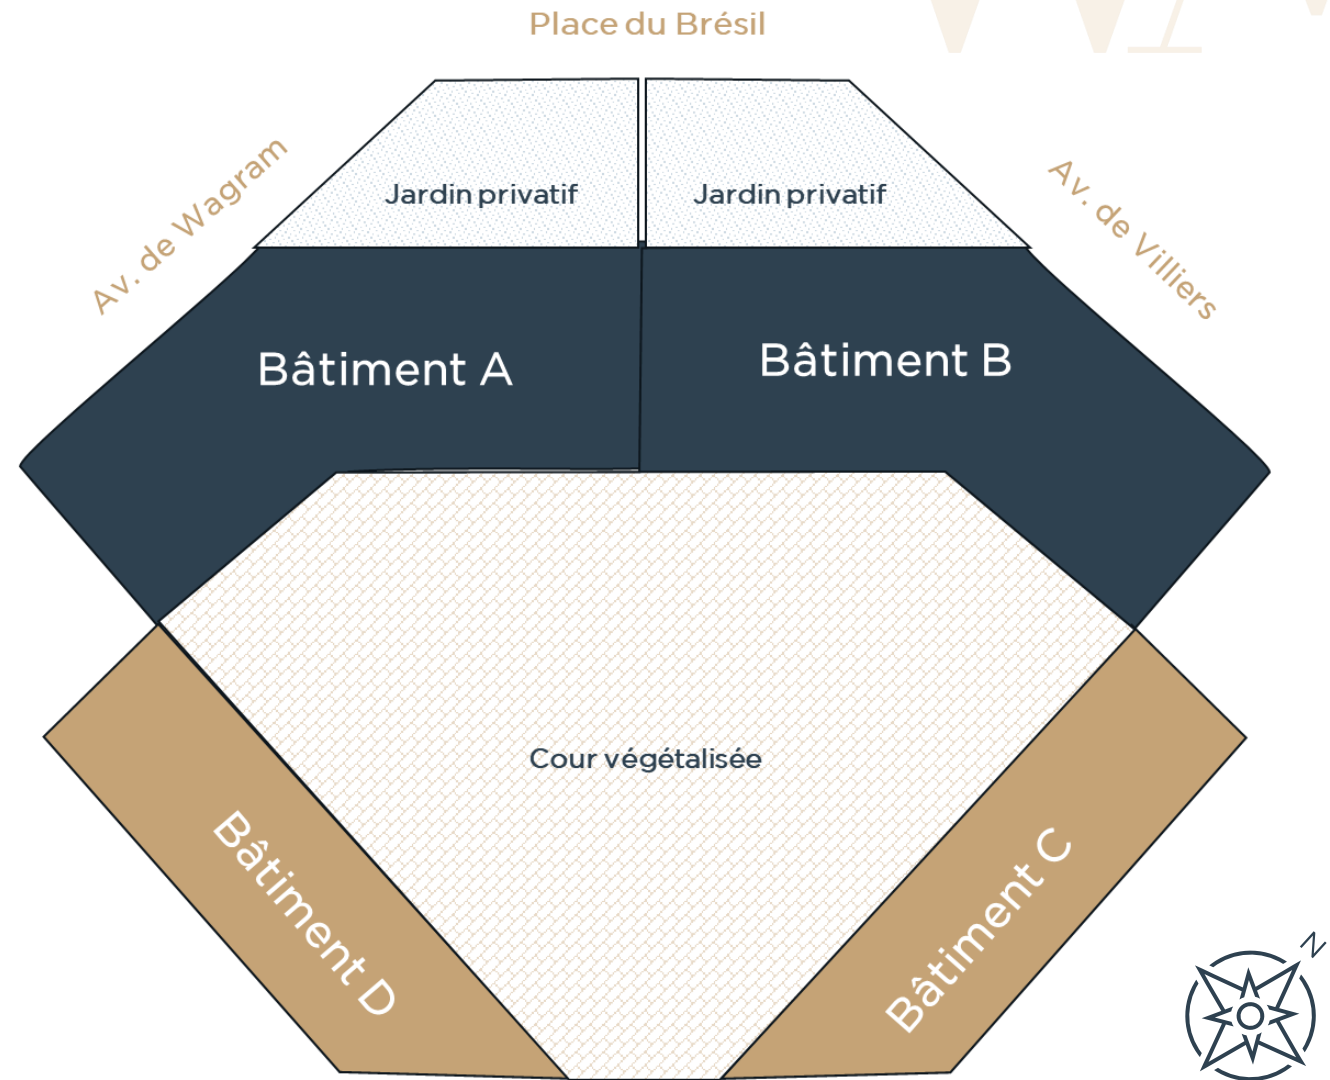 Place du Brésil
Av. de Wagram
Av. de Villiers
Jardin privatif
Jardin privatif
Bâtiment A
Bâtiment B
Cour végétalisée
Bâtiment D
Bâtiment C
N